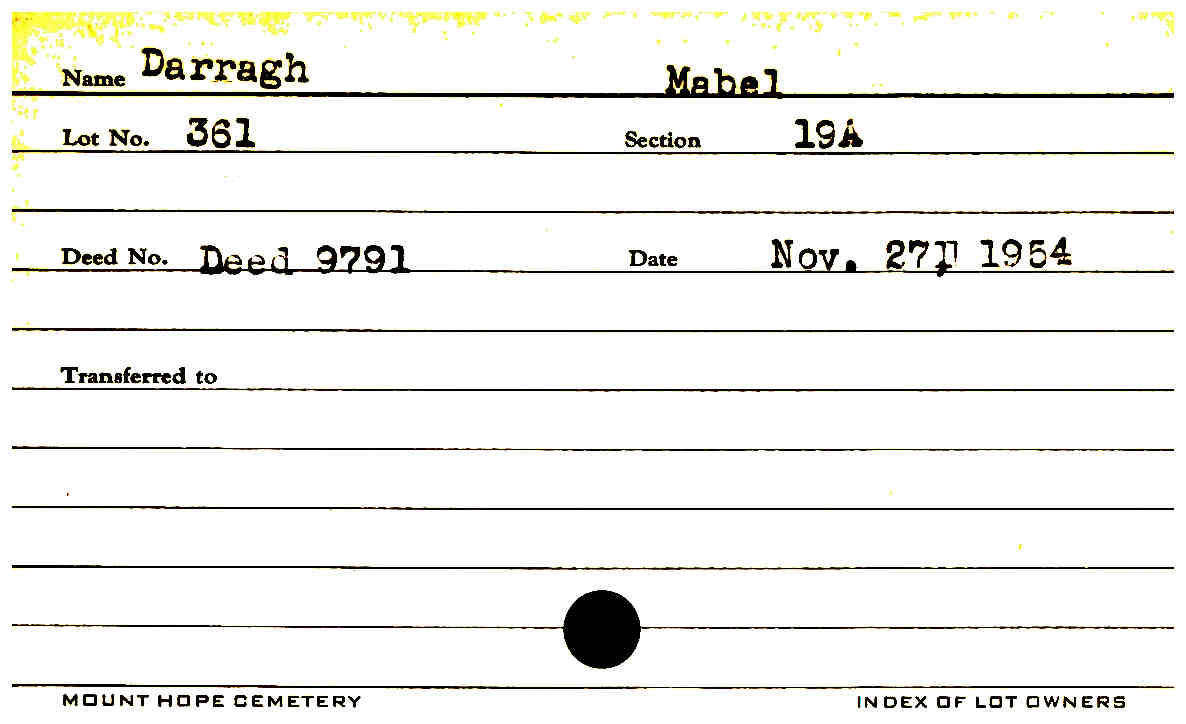 Name Darragh Mabel
Lot No. 361 Section 19A
Deed No. Deed 9791 Date Nov. 27, 1954
Transferred to
MOUNT HOPE CEMETERY INDEX OF LOT OWNERS